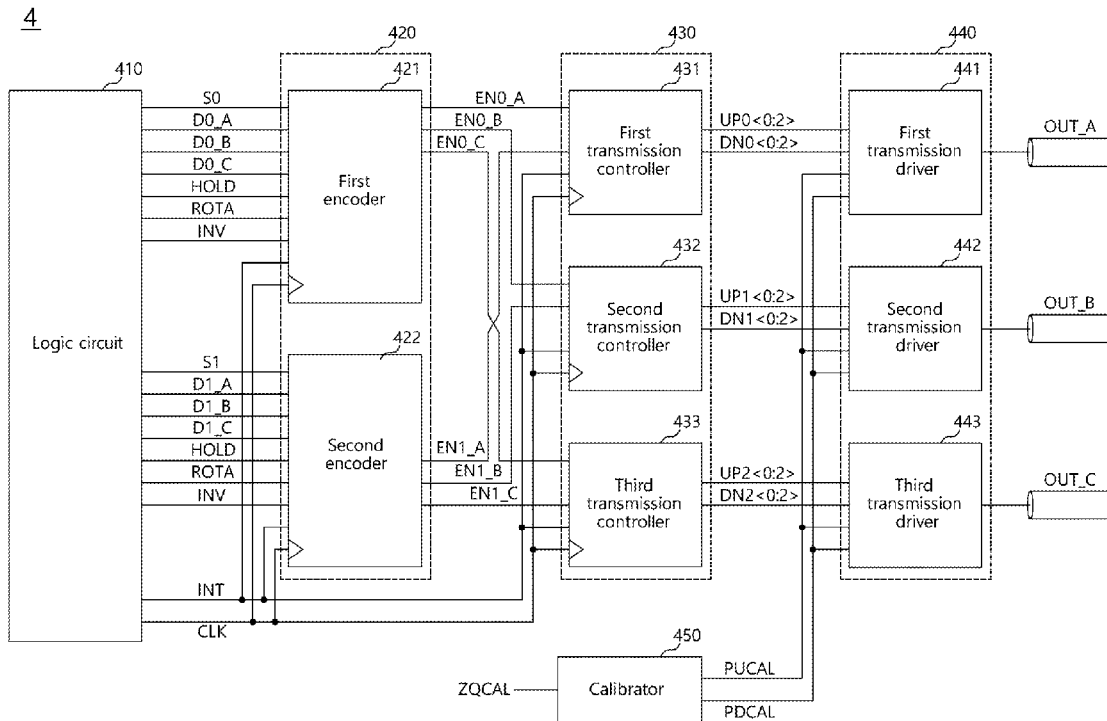 4
410
Logic circuit
S0
D0_A
D0_B
D0_C
HOLD
ROTA
INV
S1
D1_A
D1_B
D1_C
HOLD
ROTA
INV
INT
CLK
420
421
First
encoder
422
Second
encoder
EN0_A
EN0_B
EN0_C
EN1_A
EN1_B
EN1_C
430
431
First
transmission
controller
432
Second
transmission
controller
433
Third
transmission
controller
UP0<0:2>
DN0<0:2>
UP1<0:2>
DN1<0:2>
UP2<0:2>
DN2<0:2>
440
441
First
transmission
driver
442
Second
transmission
driver
443
Third
transmission
driver
OUT_A
OUT_B
OUT_C
450
ZQCAL
Calibrator
PUCAL
PDCAL